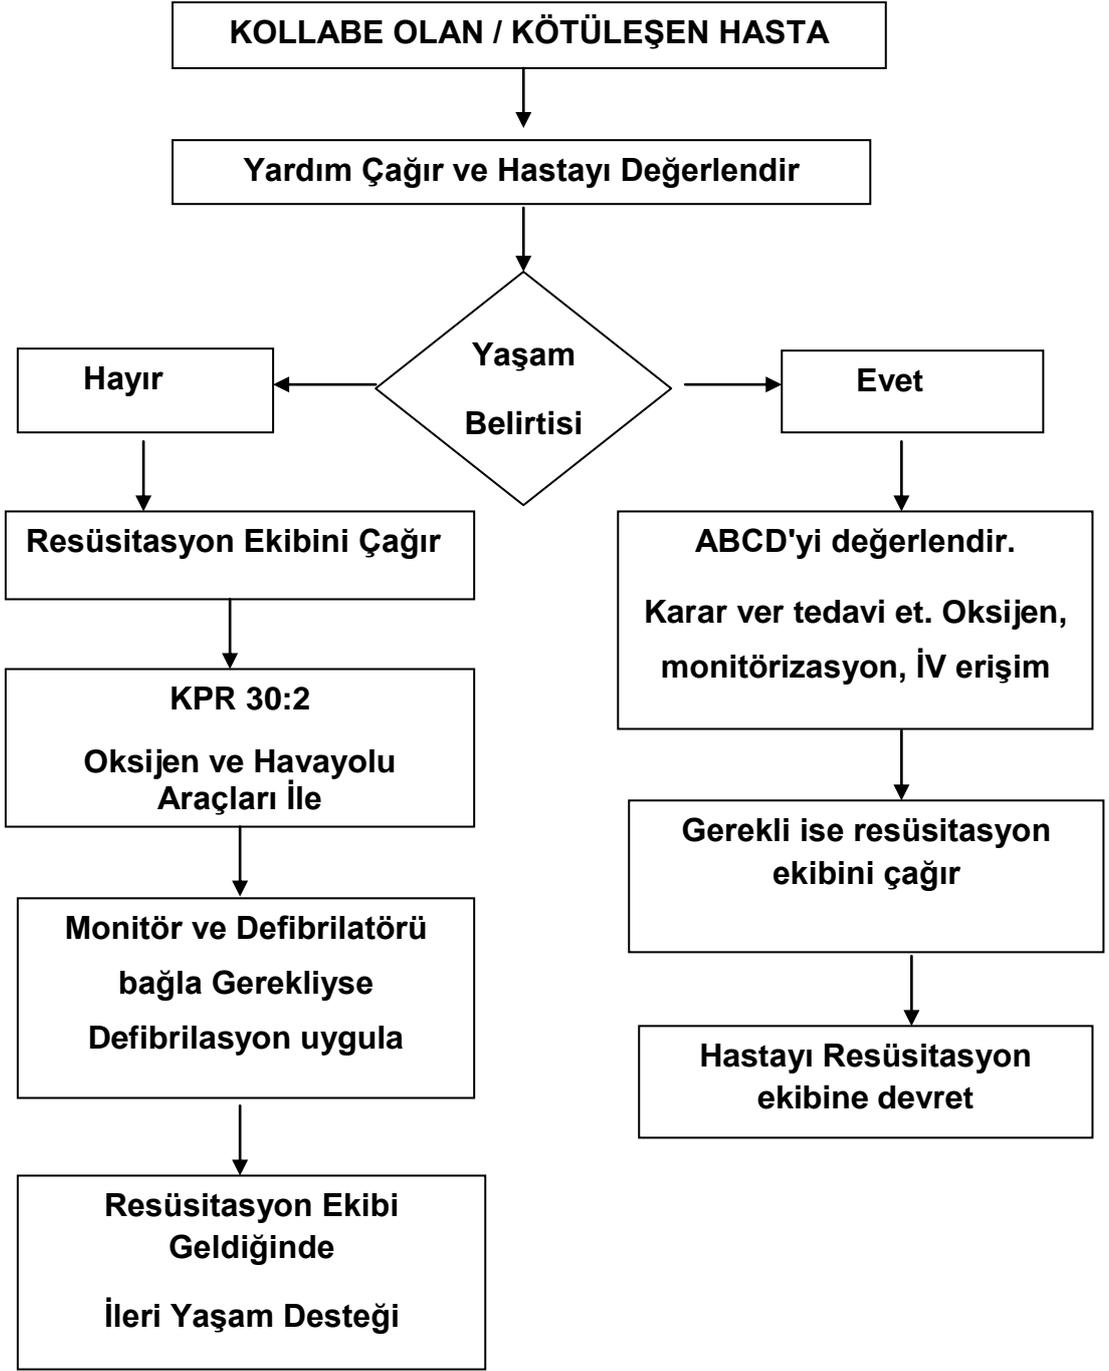 KOLLABE OLAN / KÖTÜLEŞEN HASTA
Yardım Çağır ve Hastayı Değerlendir
Yaşam
Belirtisi
Hayır
Evet
Resüsitasyon Ekibini Çağır
KPR 30:2
Oksijen ve Havayolu
Araçları İle
Monitör ve Defibrilatörü
bağla Gerekliyse
Defibrilasyon uygula
Resüsitasyon Ekibi
Geldiğinde
İleri Yaşam Desteği
ABCD'yi değerlendir.
Karar ver tedavi et. Oksijen,
monitörizasyon, İV erişim
Gerekli ise resüsitasyon
ekibini çağır
Hastayı Resüsitasyon
ekibine devret